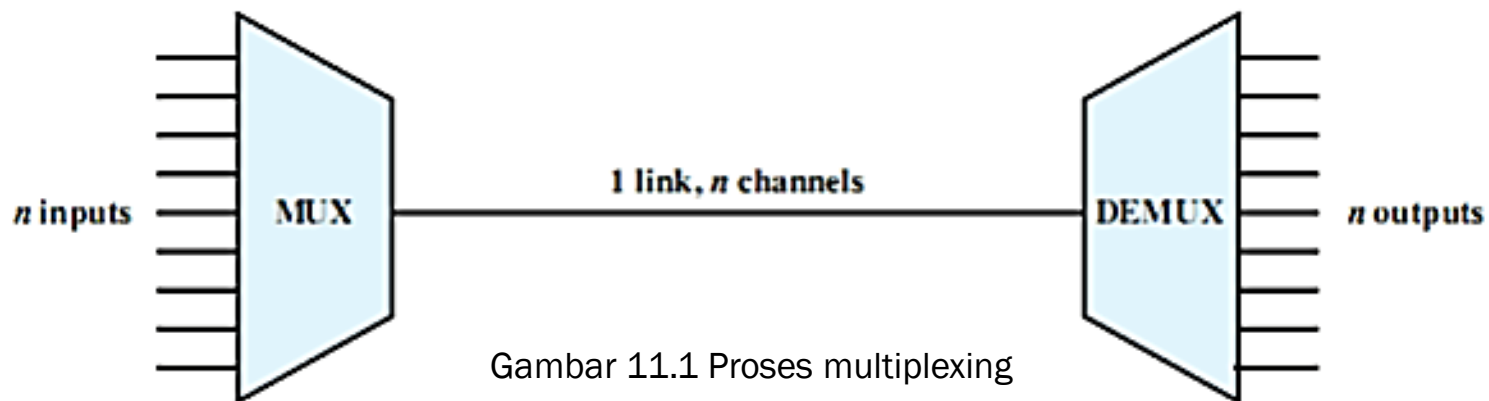 1 link, n channels
n inputs
MUX
DEMUX
n outputs
Gambar 11.1 Proses multiplexing